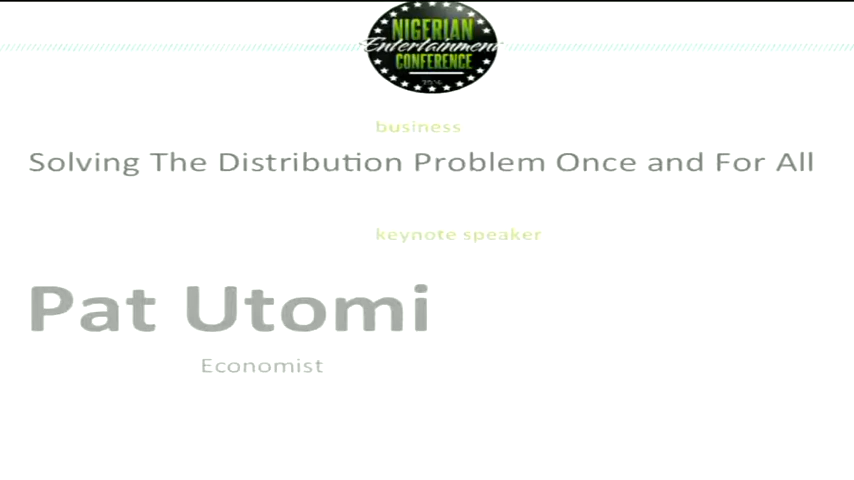 NIGERIAN
Entertainment
CONFERENCE
business
Solving The Distribution Problem Once and For All
keynote speaker
Pat Utomi
Economist